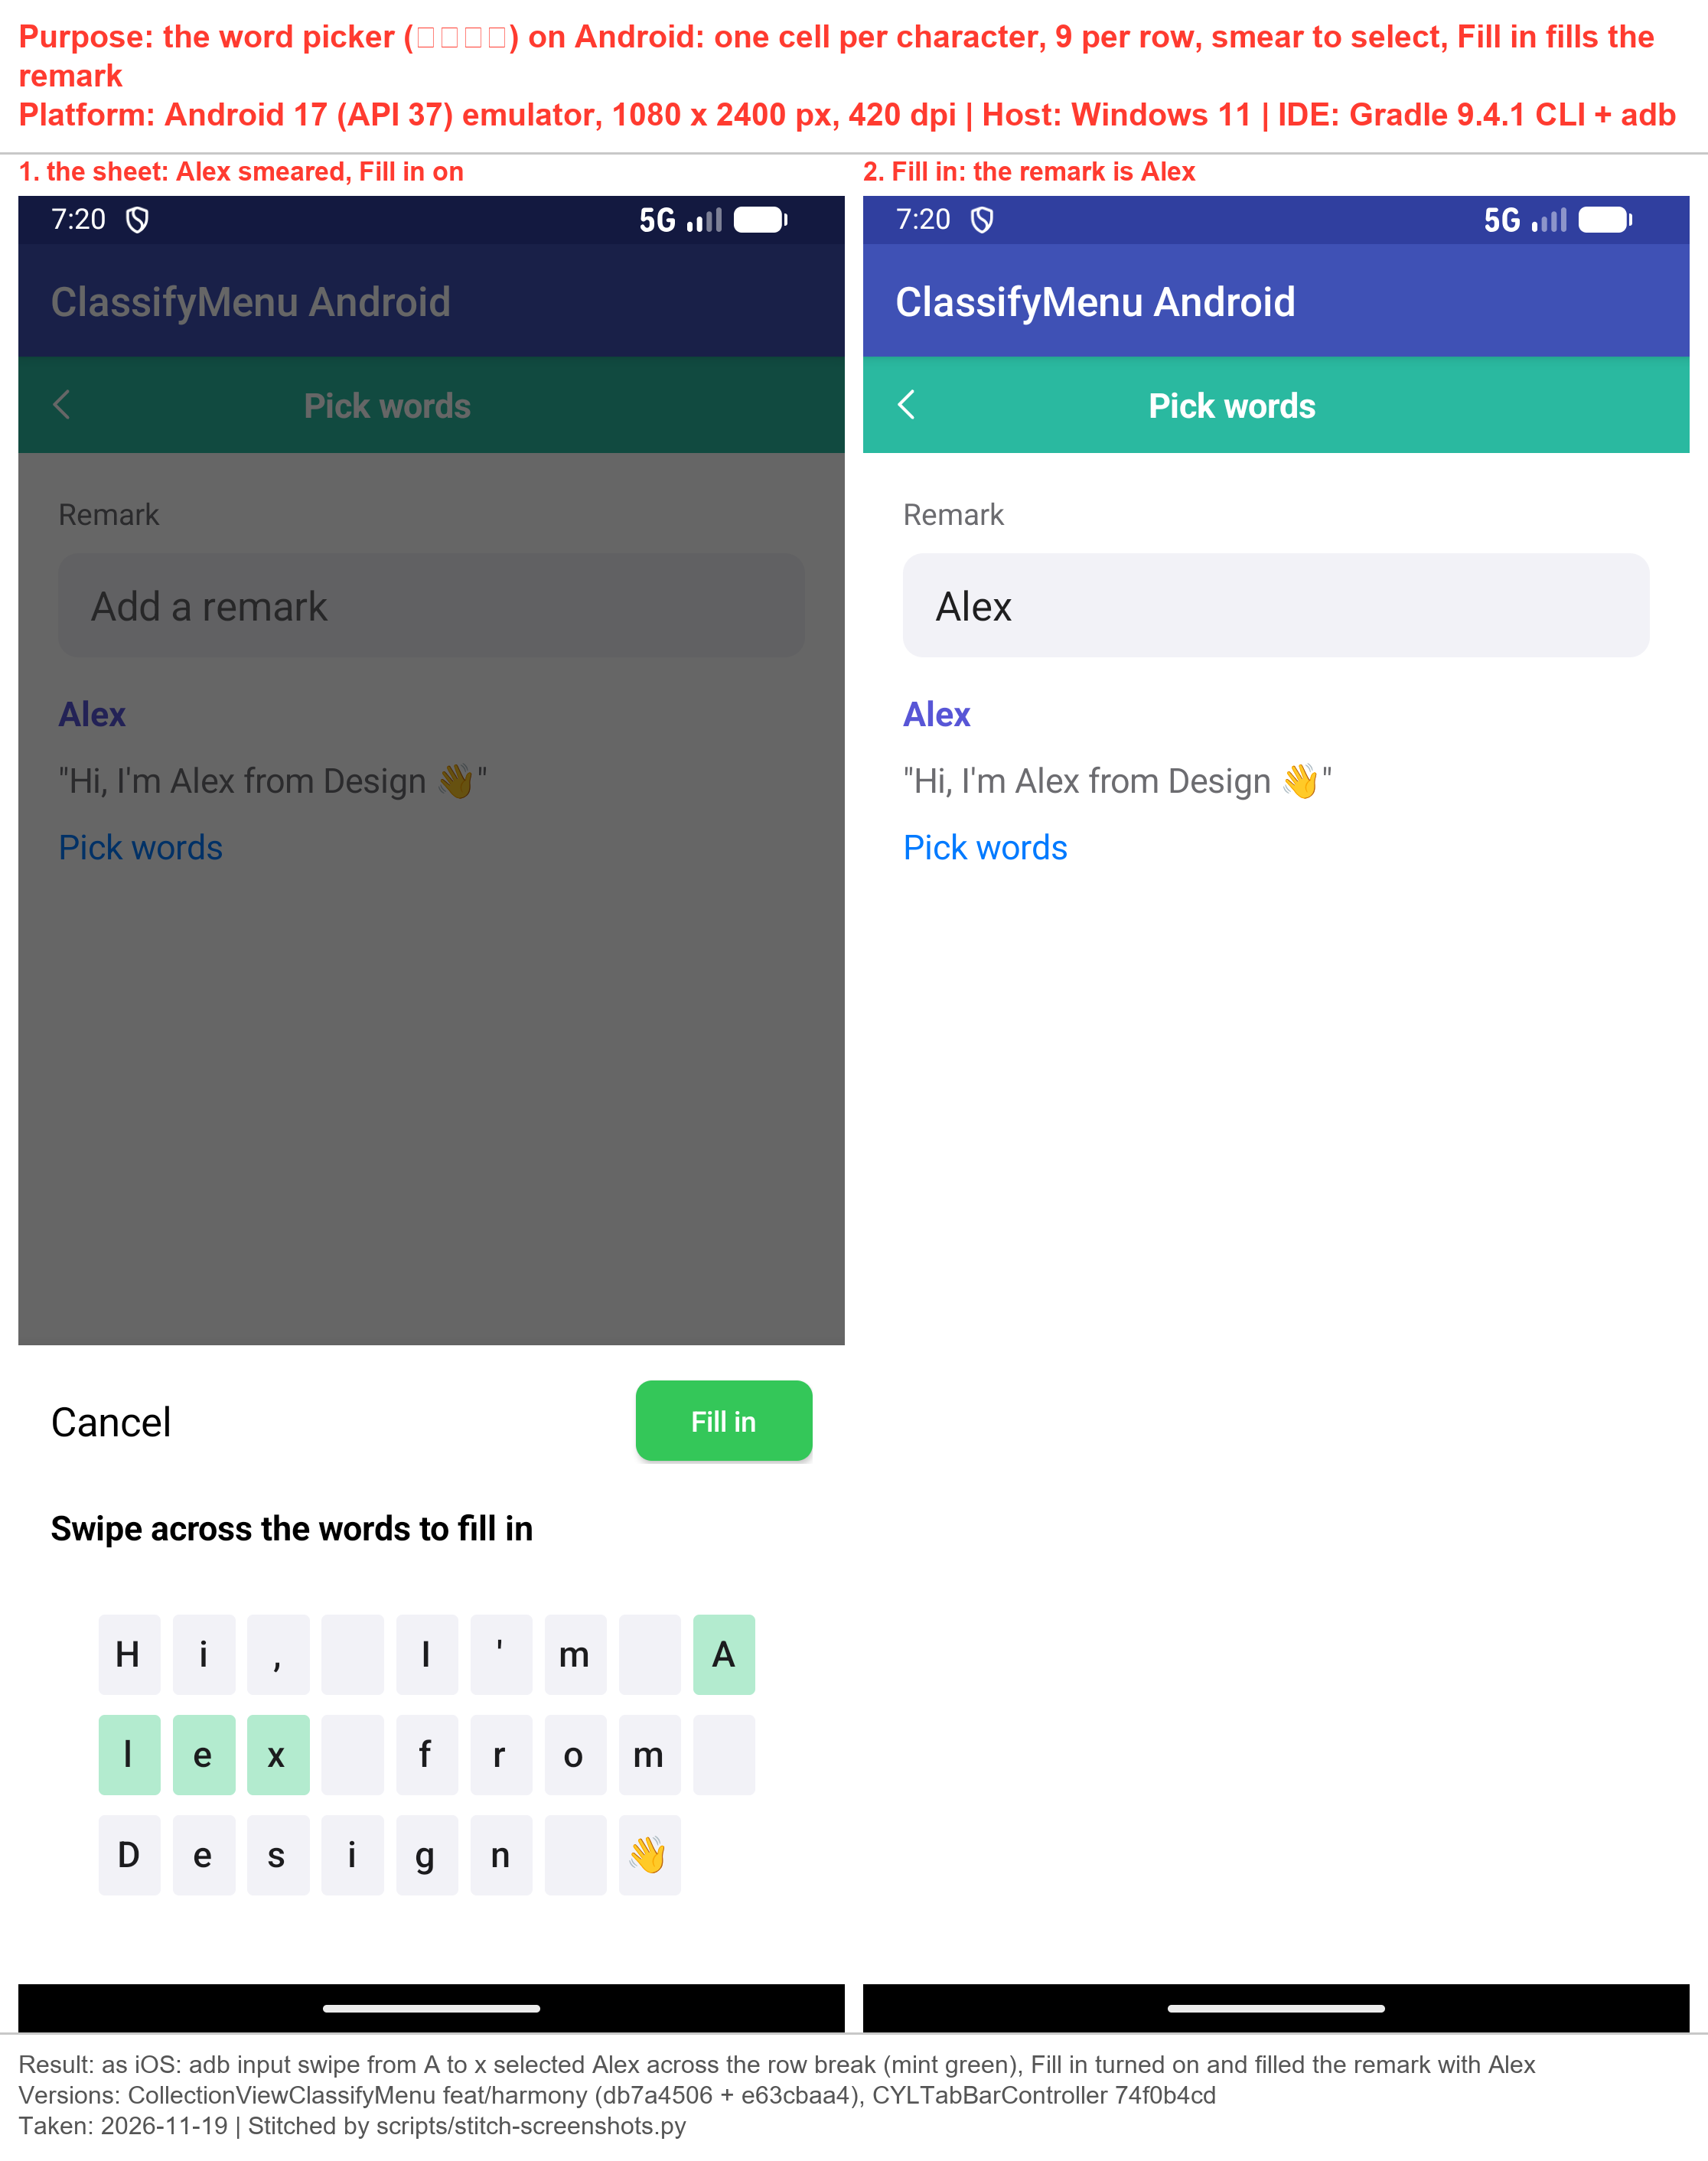 Purpose: the word picker (□□□□) on Android: one cell per character, 9 per row, smear to select, Fill in fills the
remark
Platform: Android 17 (API 37) emulator, 1080 x 2400 px, 420 dpi | Host: Windows 11 | IDE: Gradle 9.4.1 CLI + adb
1. the sheet: Alex smeared, Fill in on
7:20 5G
ClassifyMenu Android
Pick words
Remark
Add a remark
Alex
"Hi, I'm Alex from Design 👋"
Pick words
Cancel Fill in
Swipe across the words to fill in
H i , I ' m A
l e x f r o m
D e s i g n 👋
2. Fill in: the remark is Alex
7:20 5G
ClassifyMenu Android
Pick words
Remark
Alex
Alex
"Hi, I'm Alex from Design 👋"
Pick words
Result: as iOS: adb input swipe from A to x selected Alex across the row break (mint green), Fill in turned on and filled the remark with Alex
Versions: CollectionViewClassifyMenu feat/harmony (db7a4506 + e63cbaa4), CYLTabBarController 74f0b4cd
Taken: 2026-11-19 | Stitched by scripts/stitch-screenshots.py